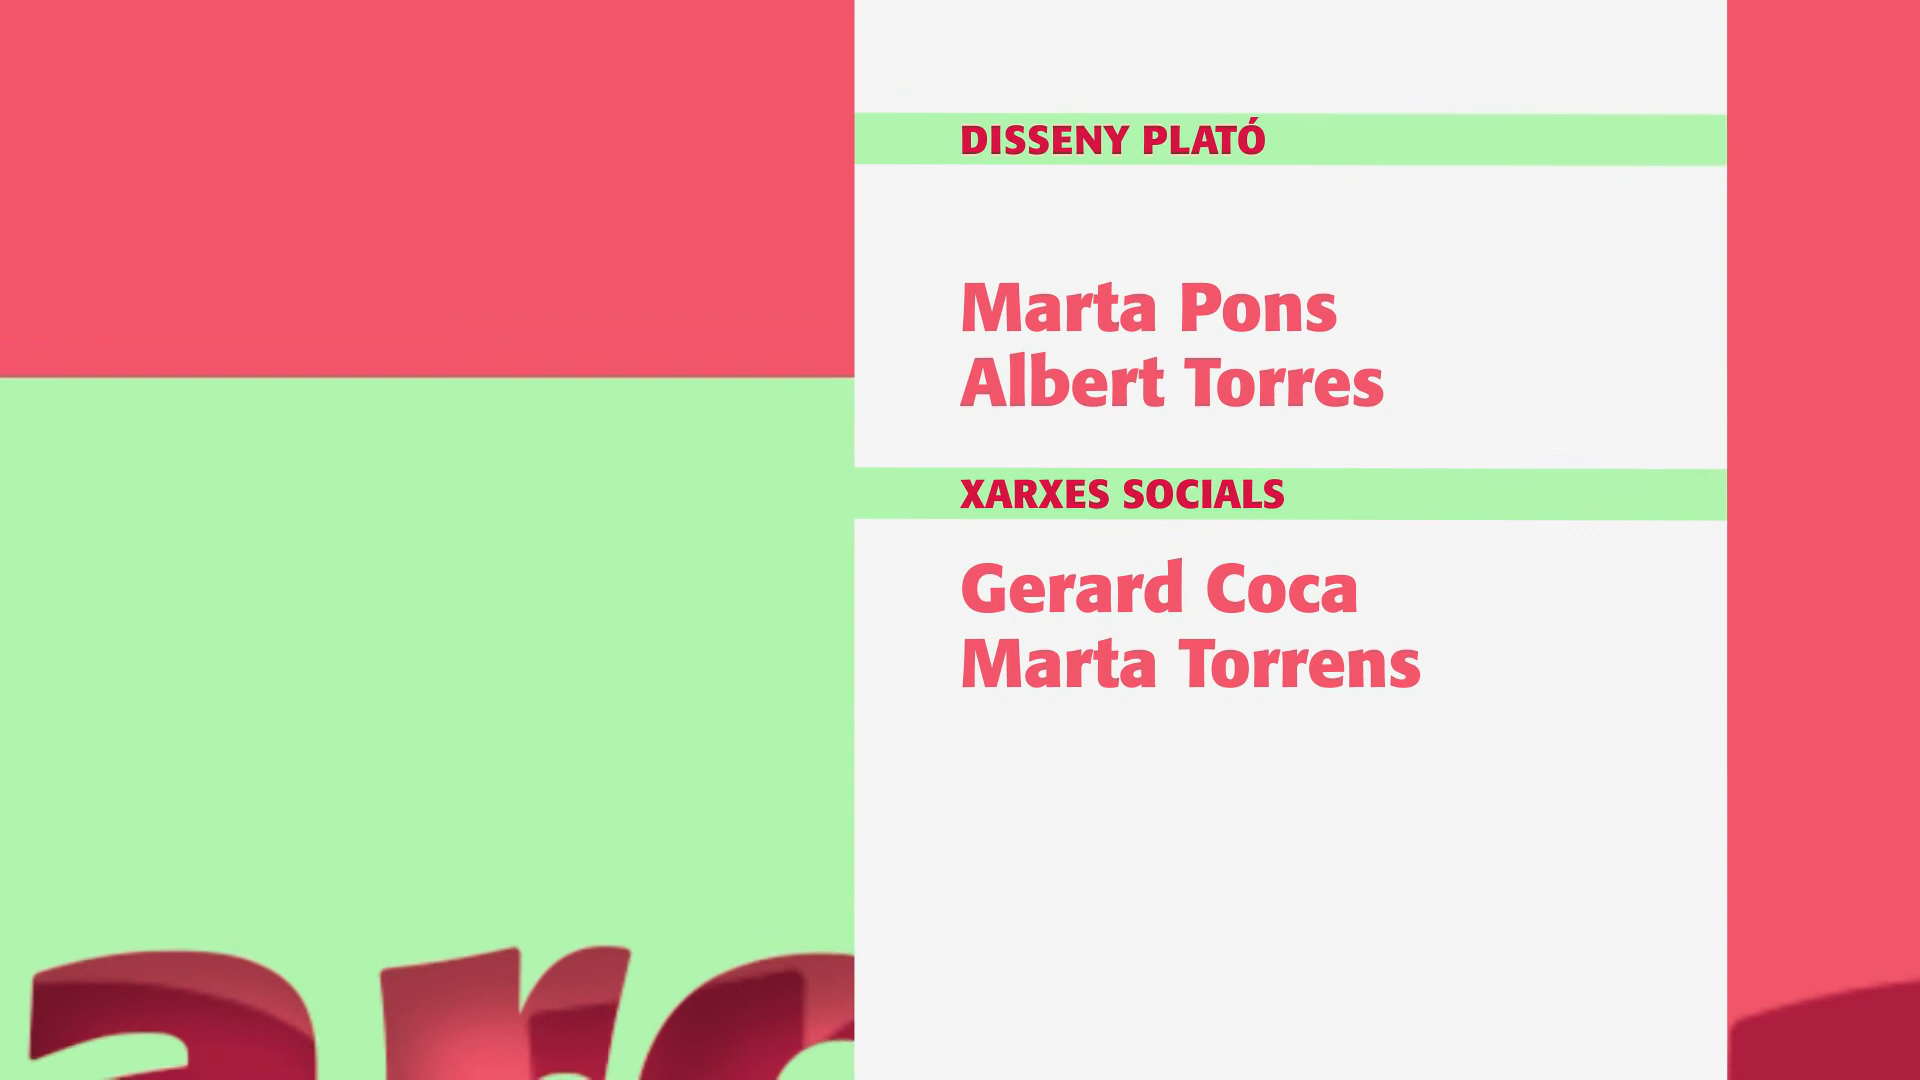 DISSENY PLATÓ
Marta Pons
Albert Torres
XARXES SOCIALS
Gerard Coca
Marta Torrens